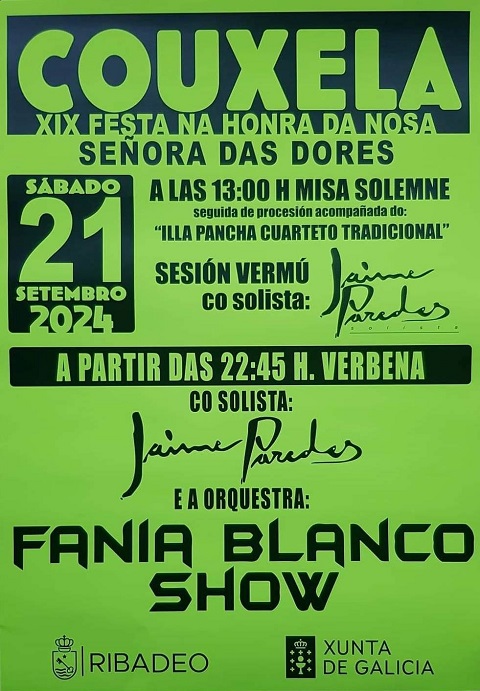 COUXELA
XIX FESTA NA HONRA DA NOSA
SEÑORA DAS DORES
SÁBADO
21
SETEMBRO
2024
A LAS 13:00 H MISA SOLEMNE
seguida de procesión acompañada do:
“ILLA PANCHA CUARTETO TRADICIONAL”
SESIÓN VERMÚ
co solista:
Jaime
Paredes
solista
A PARTIR DAS 22:45 H. VERBENA
CO SOLISTA:
Jaime Paredes
E A ORQUESTRA:
FANIA BLANCO
SHOW
RIBADEO
XUNTA
DE GALICIA